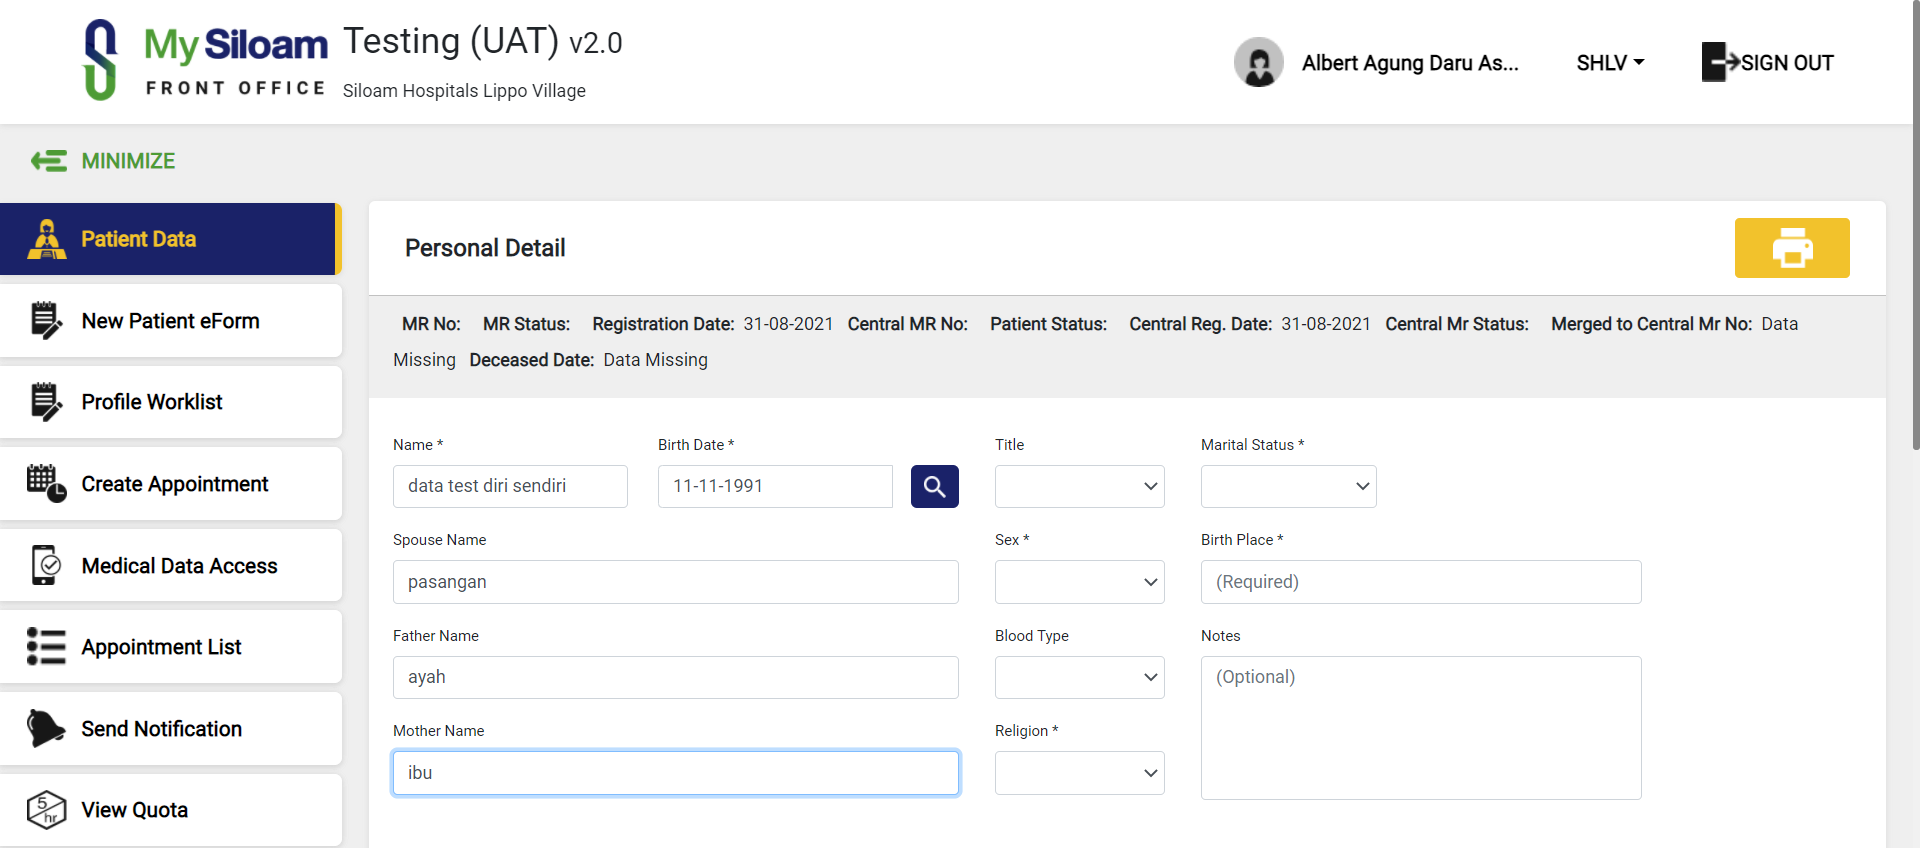 My Siloam
FRONT OFFICE
Testing (UAT) v2.0
Siloam Hospitals Lippo Village
Albert Agung Daru As...
SHLV
SIGN OUT
MINIMIZE
Patient Data
New Patient eForm
Profile Worklist
Create Appointment
Medical Data Access
Appointment List
Send Notification
5
hr
View Quota
Personal Detail
MR No: MR Status: Registration Date: 31-08-2021 Central MR No: Patient Status: Central Reg. Date: 31-08-2021 Central Mr Status: Merged to Central Mr No: Data
Missing Deceased Date: Data Missing
Name * Birth Date * Title Marital Status *
data test diri sendiri 11-11-1991
Spouse Name Sex * Birth Place *
pasangan (Required)
Father Name Blood Type Notes
ayah (Optional)
Mother Name Religion *
ibu